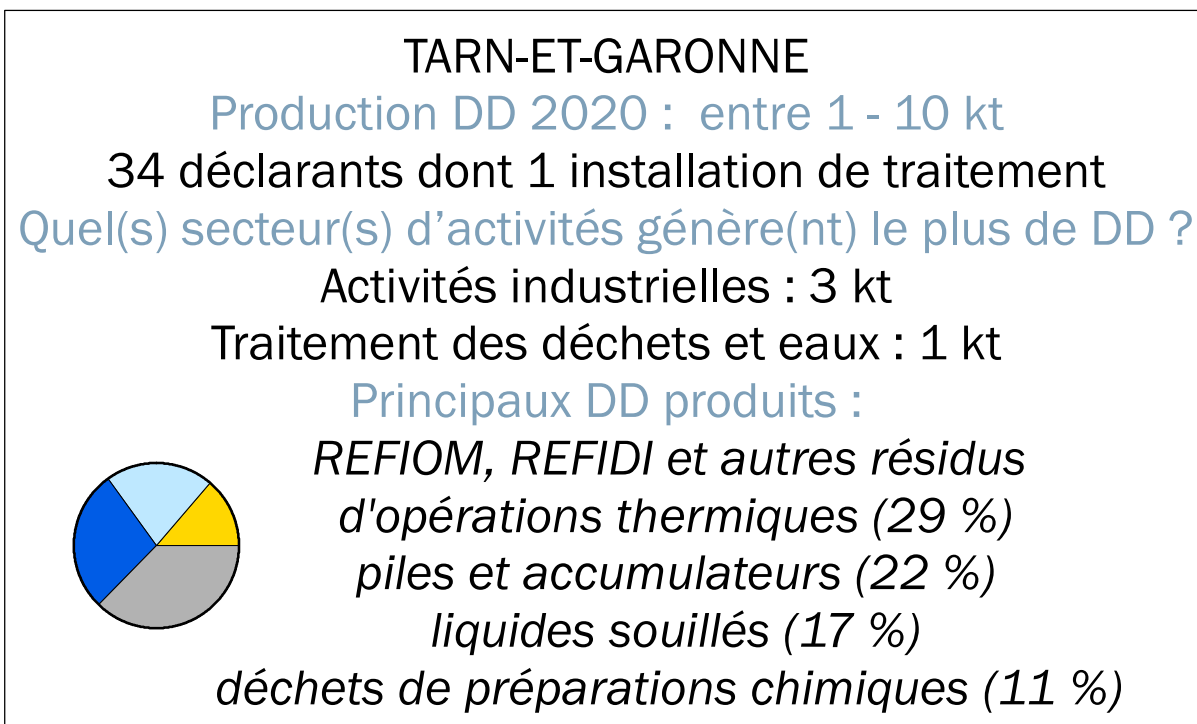 TARN-ET-GARONNE
Production DD 2020 : entre 1 - 10 kt
34 déclarants dont 1 installation de traitement
Quel(s) secteur(s) d'activités génère(nt) le plus de DD ?
Activités industrielles : 3 kt
Traitement des déchets et eaux : 1 kt
Principaux DD produits :
REFIOM, REFIDI et autres résidus
d'opérations thermiques (29 %)
piles et accumulateurs (22 %)
liquides souillés (17 %)
déchets de préparations chimiques (11 %)